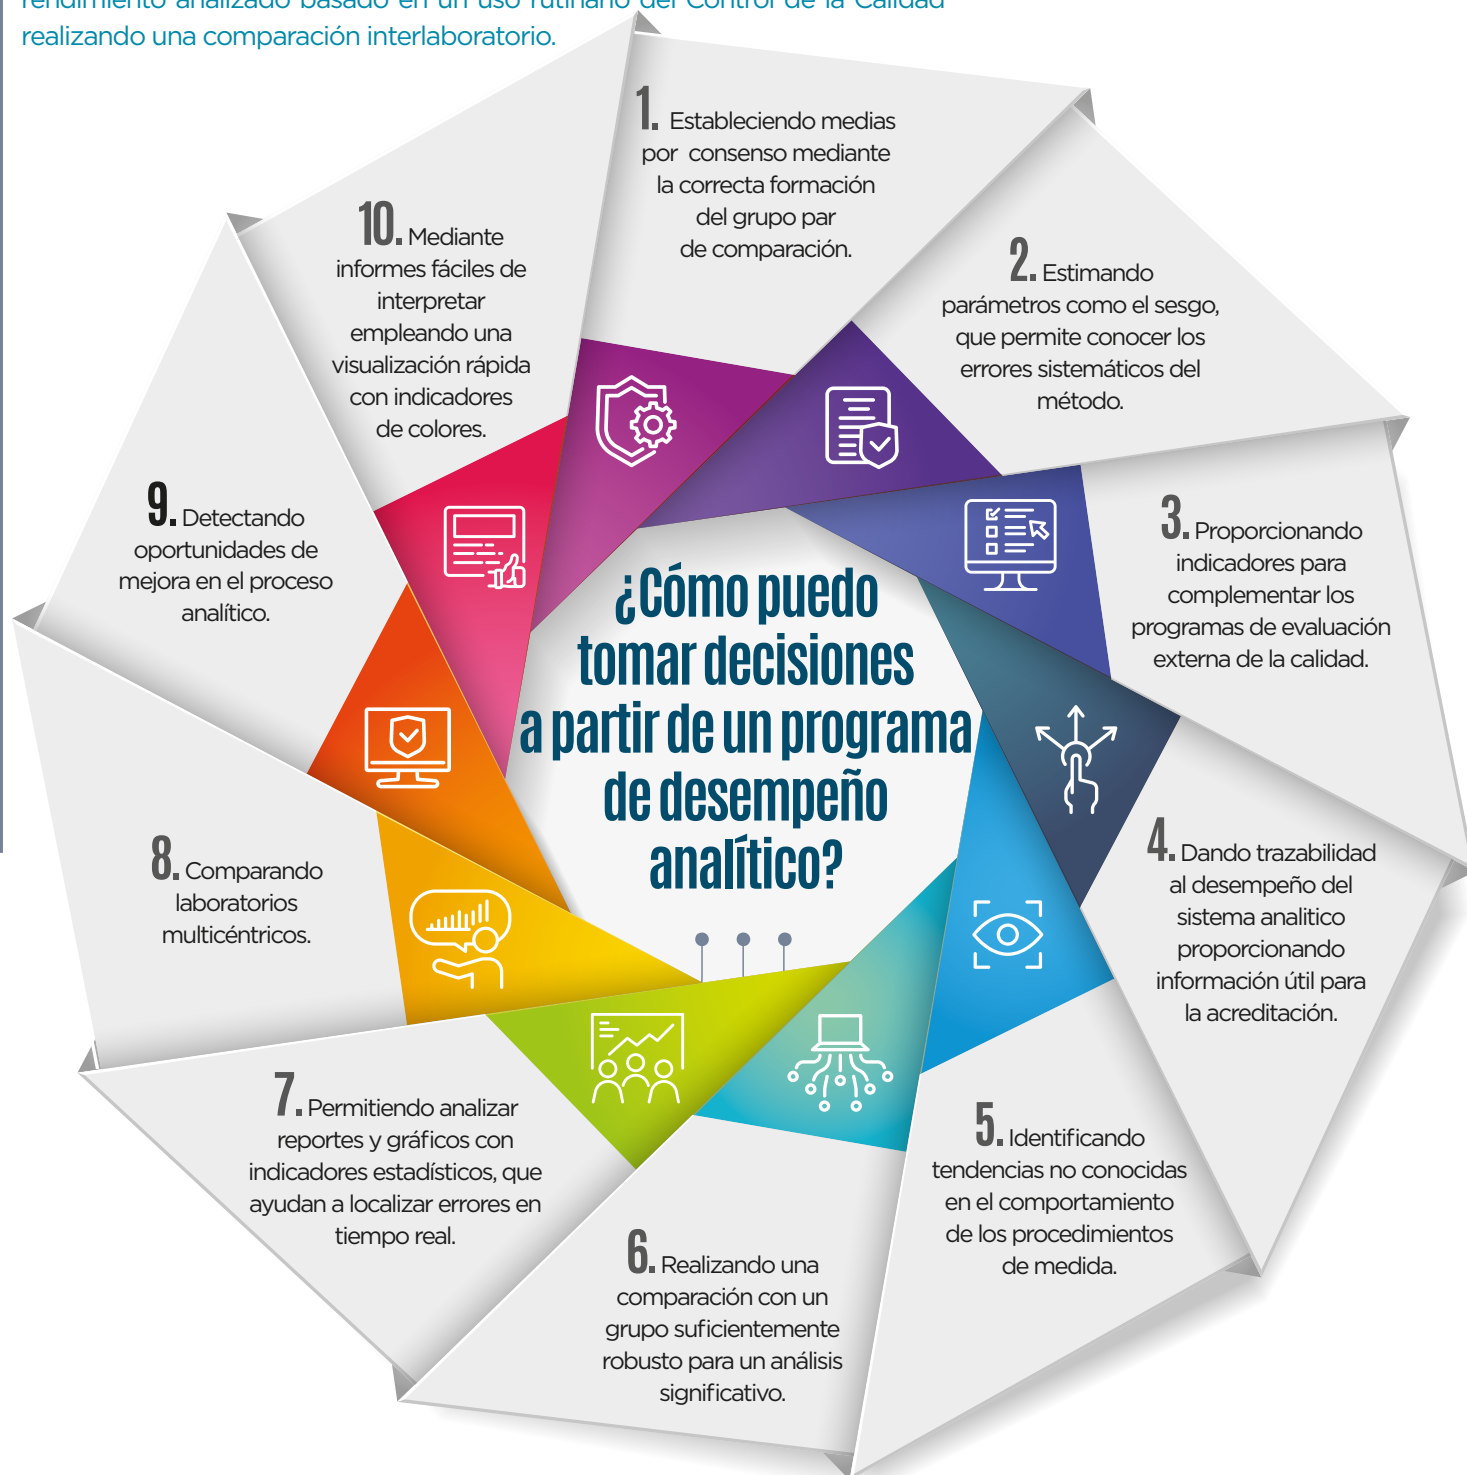 rendimiento analizado basado en un uso rutinario del Control de la Calidad
realizando una comparación interlaboratorio.
1. Estableciendo medias
por consenso mediante
la correcta formación
del grupo par
de comparación.
2. Estimando
parámetros como el sesgo,
que permite conocer los
errores sistemáticos del
método.
3. Proporcionando
indicadores para
complementar los
programas de evaluación
externa de la calidad.
4. Dando trazabilidad
al desempeño del
sistema analitico
proporcionando
información útil para
la acreditación.
5. Identificando
tendencias no conocidas
en el comportamiento
de los procedimientos
de medida.
6. Realizando una
comparación con un
grupo suficientemente
robusto para un análisis
significativo.
7. Permitiendo analizar
reportes y gráficos con
indicadores estadísticos, que
ayudan a localizar errores en
tiempo real.
8. Comparando
laboratorios
multicéntricos.
9. Detectando
oportunidades de
mejora en el proceso
analítico.
10. Mediante
informes fáciles de
interpretar
empleando una
visualización rápida
con indicadores
de colores.
¿Cómo puedo
tomar decisiones
a partir de un programa
de desempeño
analítico?